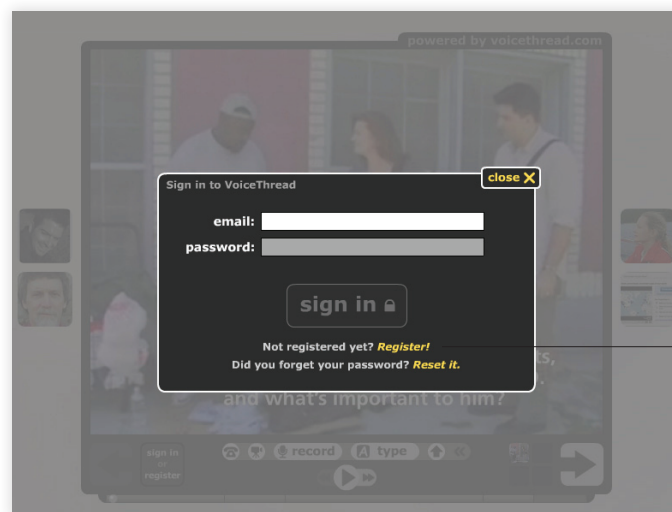 powered by voicethread.com
close X
Sign in to VoiceThread
email:
password:
sign in
Not registered yet? Register!
Did you forget your password? Reset it.
ts,
and what's important to him?
sign in
or
register
record
A type